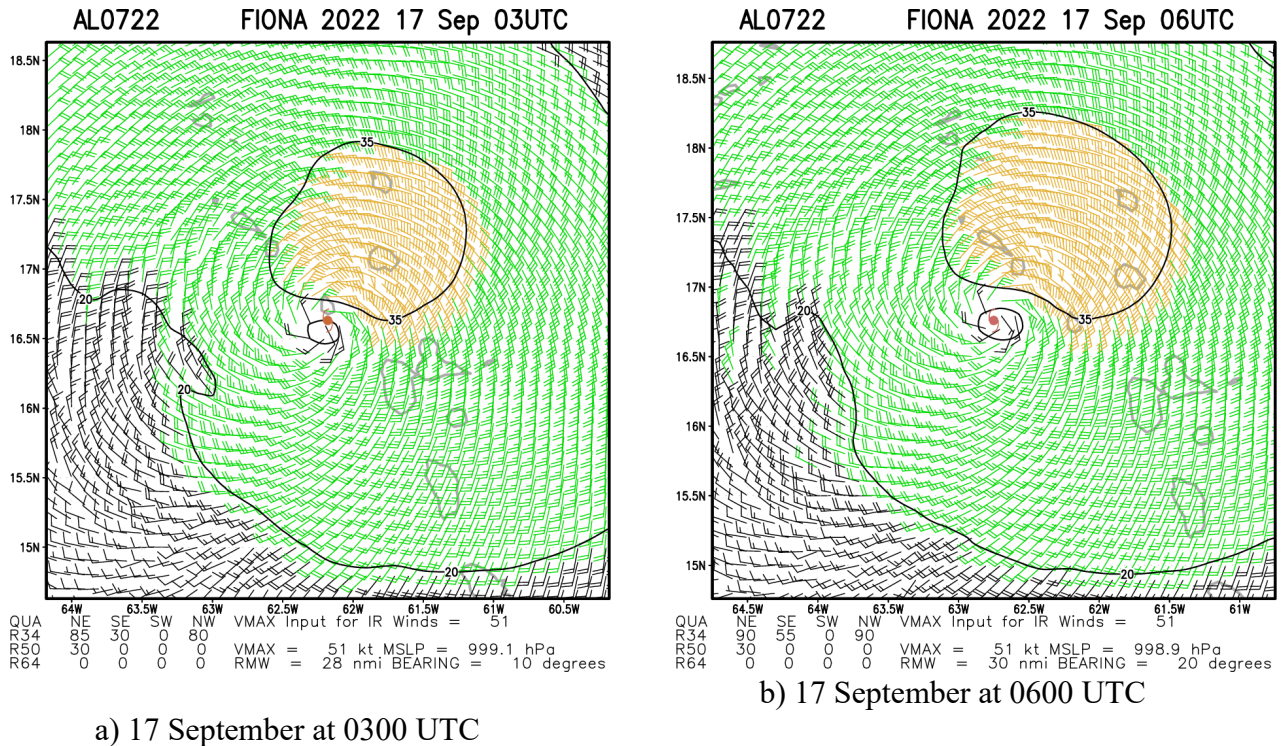 AL0722 FIONA 2022 17 Sep 03UTC
18.5N
18N
17.5N
17N
16.5N
16N
15.5N
15N
35
35
20
20
20
64W 63.5W 63W 62.5W 62W 61.5W 61W 60.5W
QUA NE SE SW NW VMAX Input for IR Winds = 51
R34 85 30 0 80
R50 30 0 0 0 VMAX = 51 kt MSLP = 999.1 hPa
R64 0 0 0 0 RMW = 28 nmi BEARING = 10 degrees
a) 17 September at 0300 UTC
AL0722 FIONA 2022 17 Sep 06UTC
18.5N
18N
17.5N
17N
16.5N
16N
15.5N
15N
35
35
20
20
64.5W 64W 63.5W 63W 62.5W 62W 61.5W 61W
QUA NE SE SW NW VMAX Input for IR Winds = 51
R34 90 55 0 90
R50 30 0 0 0 VMAX = 51 kt MSLP = 998.9 hPa
R64 0 0 0 0 RMW = 30 nmi BEARING = 20 degrees
b) 17 September at 0600 UTC